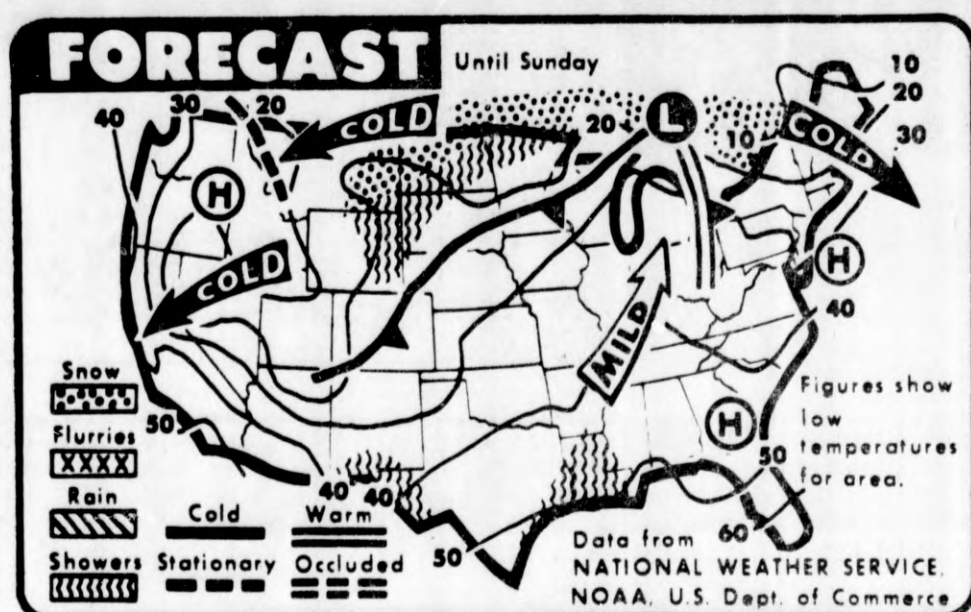 FORECAST
Until Sunday
40
30
20
COLD
20
L
10
10
20
30
COLD
H
COLD
H
40
MILD
H
50
50
40
40
50
60
Snow
Flurries
XXXX
Rain
Showers
Cold
Warm
Stationary
Occluded
Figures show
low
temperatures
for area.
Data from
NATIONAL WEATHER SERVICE,
NOAA, U.S. Dept. of Commerce